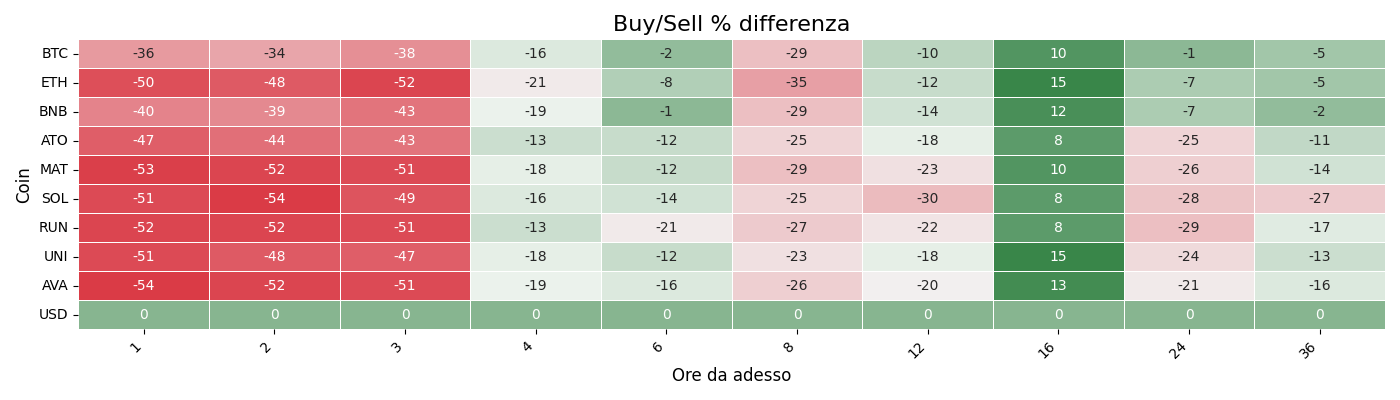 Buy/Sell % differenza
Coin
BTC -36 -34 -38 -16 -2 -29 -10 10 -1 -5
ETH -50 -48 -52 -21 -8 -35 -12 15 -7 -5
BNB -40 -39 -43 -19 -1 -29 -14 12 -7 -2
ATO -47 -44 -43 -13 -12 -25 -18 8 -25 -11
MAT -53 -52 -51 -18 -12 -29 -23 10 -26 -14
SOL -51 -54 -49 -16 -14 -25 -30 8 -28 -27
RUN -52 -52 -51 -13 -21 -27 -22 8 -29 -17
UNI -51 -48 -47 -18 -12 -23 -18 15 -24 -13
AVA -54 -52 -51 -19 -16 -26 -20 13 -21 -16
USD 0 0 0 0 0 0 0 0 0 0
1 2 3 4 6 8 12 16 24 36
Ore da adesso